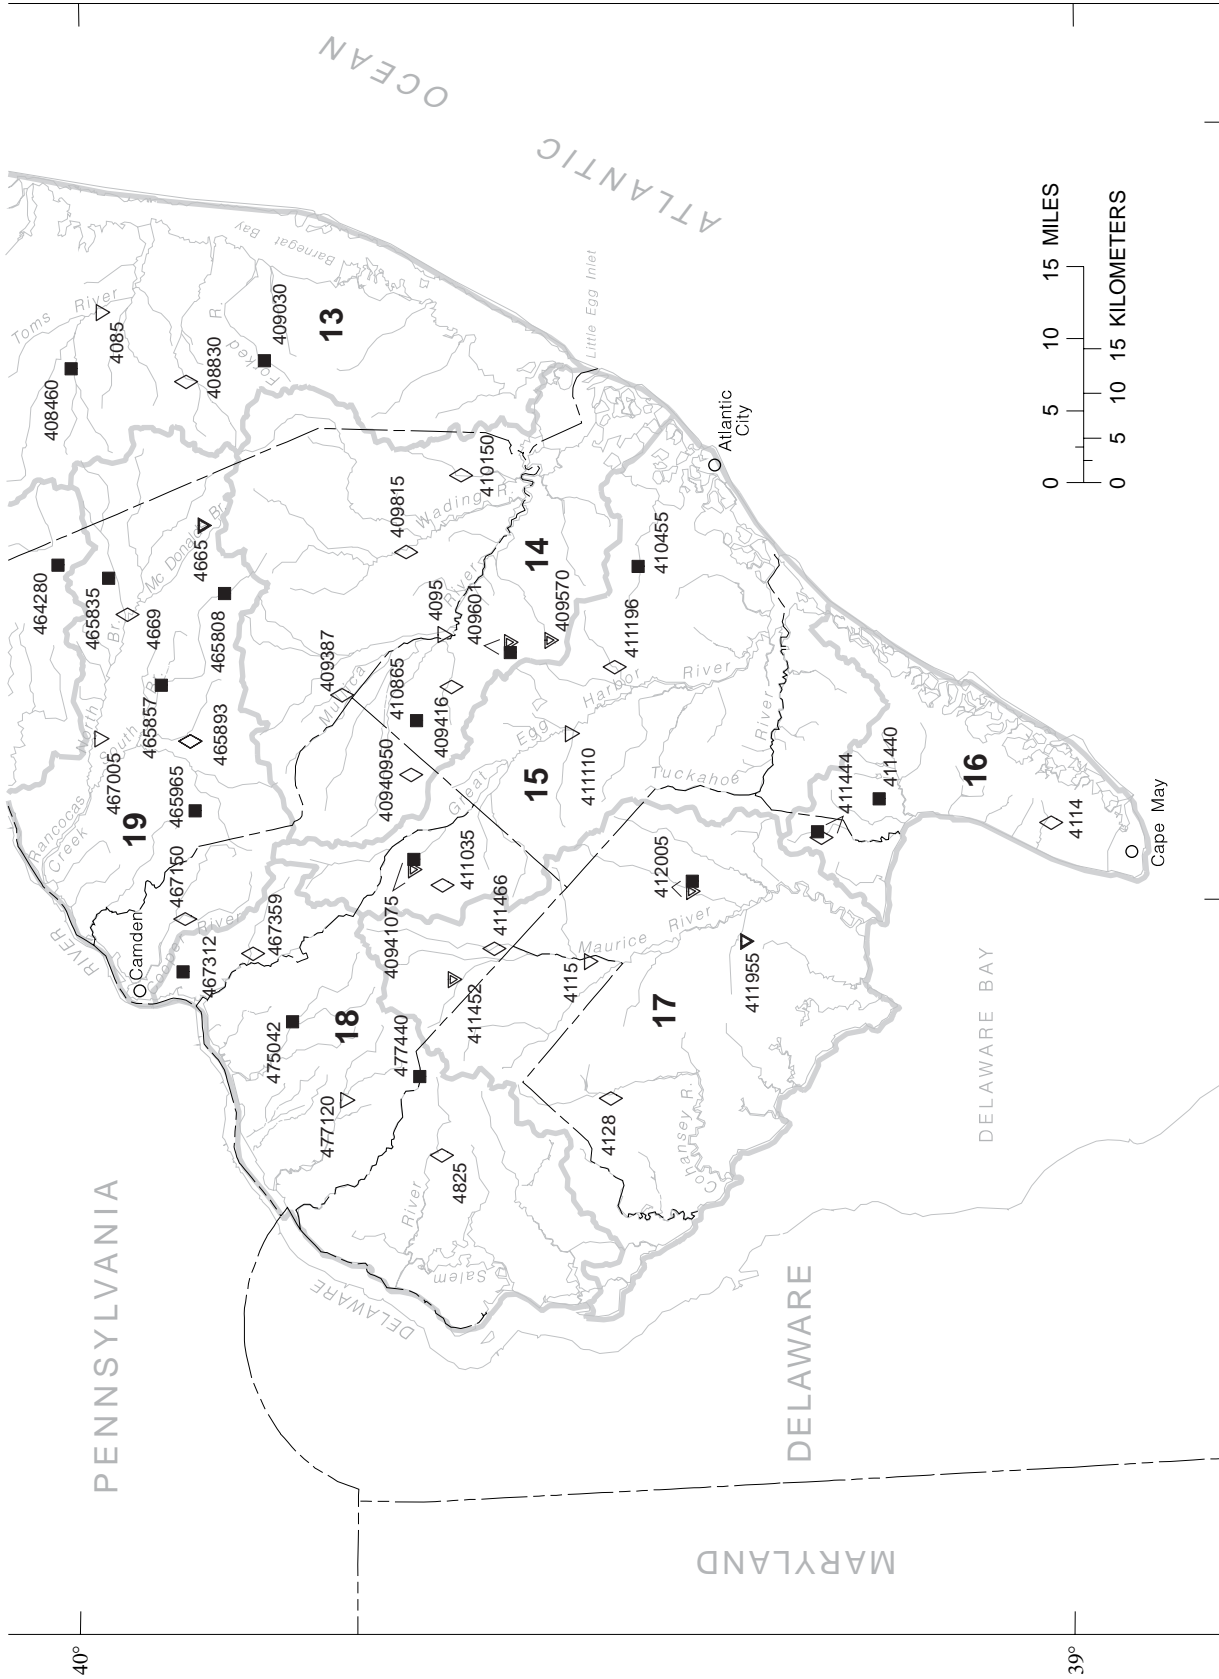 PENNSYLVANIA
MARYLAND
DELAWARE
DELAWARE BAY
ATLANTIC
OCEAN
DELAWARE
RIVER
40°
39°
Camden
Atlantic
City
Cape May
Toms River
Barnegat Bay
Forked R.
Little Egg Inlet
Wading R.
Mullica
River
Great Egg Harbor River
Tuckahoe
River
Maurice River
Cohansey R.
Salem
River
Cooper River
Rancocas
Creek
North
Br.
South Br.
Mc Donalds Br.
13
14
15
16
17
18
19
408460
4085
408830
409030
464280
465835
4669
4665
465808
465857
465893
467005
465965
467150
467359
467312
475042
477120
477440
4825
4128
409815
410150
409387
4095
409601
409570
410865
409416
40940950
410455
411196
411110
411035
40941075
411466
411452
4115
412005
411955
411444
411440
4114
0 5 10 15 MILES
0 5 10 15 KILOMETERS